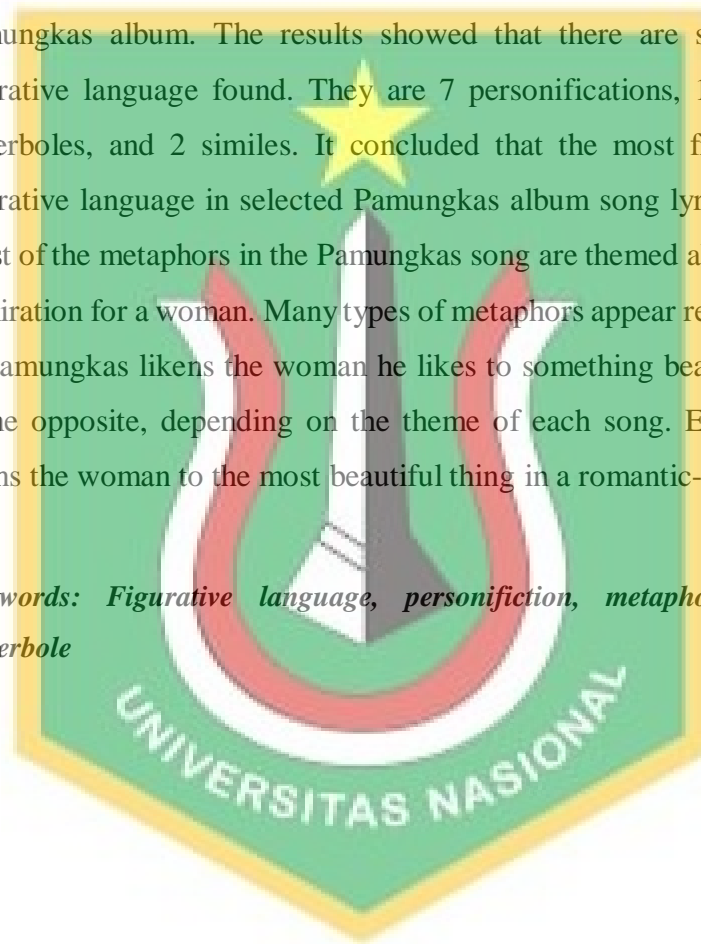 mungkas album. The results showed that there are s
rative language found. They are 7 personifications,
erboles, and 2 similes. It concluded that the most f
rative language in selected Pamungkas album song lyr
st of the metaphors in the Pamungkas song are themed a
iration for a woman. Many types of metaphors appear re
amungkas likens the woman he likes to something bea
ne opposite, depending on the theme of each song. E
ns the woman to the most beautiful thing in a romantic-
words: Figurative language, personifiction, metapho
erbole
UNIVERSITAS NASIONAL